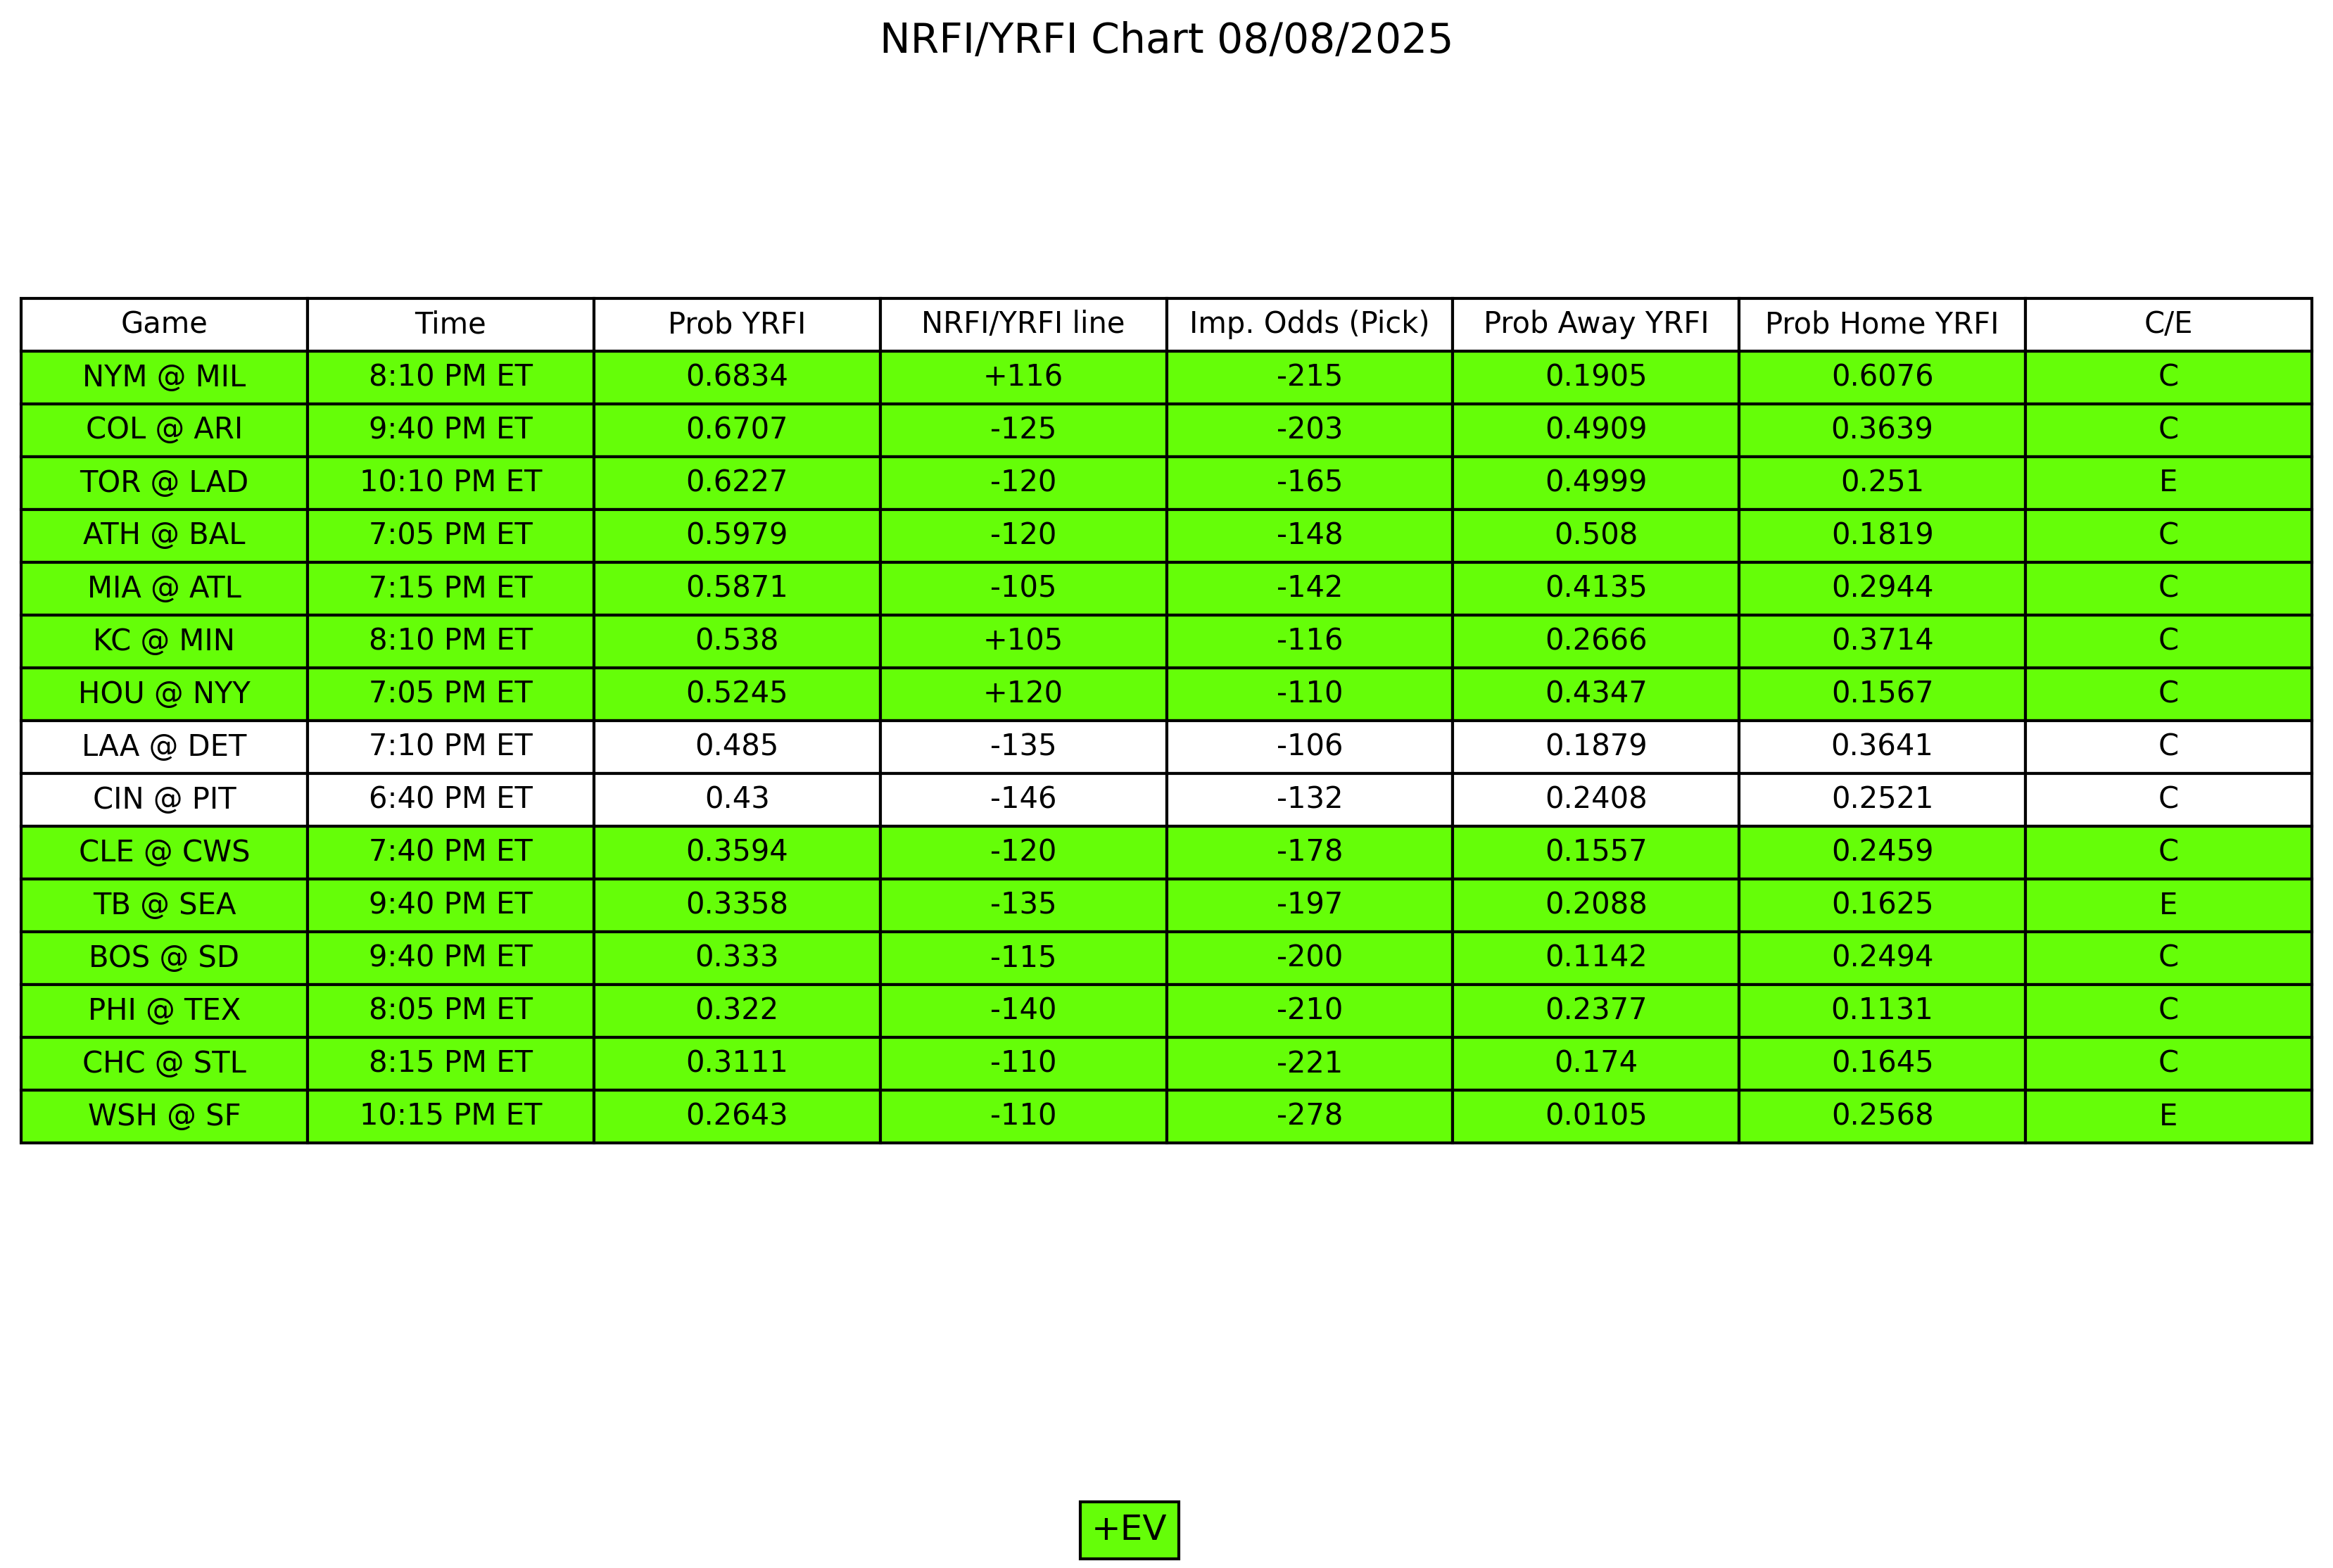 NRFI/YRFI Chart 08/08/2025
Game Time Prob YRFI NRFI/YRFI line Imp. Odds (Pick) Prob Away YRFI Prob Home YRFI C/E
NYM @ MIL 8:10 PM ET 0.6834 +116 -215 0.1905 0.6076 C
COL @ ARI 9:40 PM ET 0.6707 -125 -203 0.4909 0.3639 C
TOR @ LAD 10:10 PM ET 0.6227 -120 -165 0.4999 0.251 E
ATH @ BAL 7:05 PM ET 0.5979 -120 -148 0.508 0.1819 C
MIA @ ATL 7:15 PM ET 0.5871 -105 -142 0.4135 0.2944 C
KC @ MIN 8:10 PM ET 0.538 +105 -116 0.2666 0.3714 C
HOU @ NYY 7:05 PM ET 0.5245 +120 -110 0.4347 0.1567 C
LAA @ DET 7:10 PM ET 0.485 -135 -106 0.1879 0.3641 C
CIN @ PIT 6:40 PM ET 0.43 -146 -132 0.2408 0.2521 C
CLE @ CWS 7:40 PM ET 0.3594 -120 -178 0.1557 0.2459 C
TB @ SEA 9:40 PM ET 0.3358 -135 -197 0.2088 0.1625 E
BOS @ SD 9:40 PM ET 0.333 -115 -200 0.1142 0.2494 C
PHI @ TEX 8:05 PM ET 0.322 -140 -210 0.2377 0.1131 C
CHC @ STL 8:15 PM ET 0.3111 -110 -221 0.174 0.1645 C
WSH @ SF 10:15 PM ET 0.2643 -110 -278 0.0105 0.2568 E
+EV